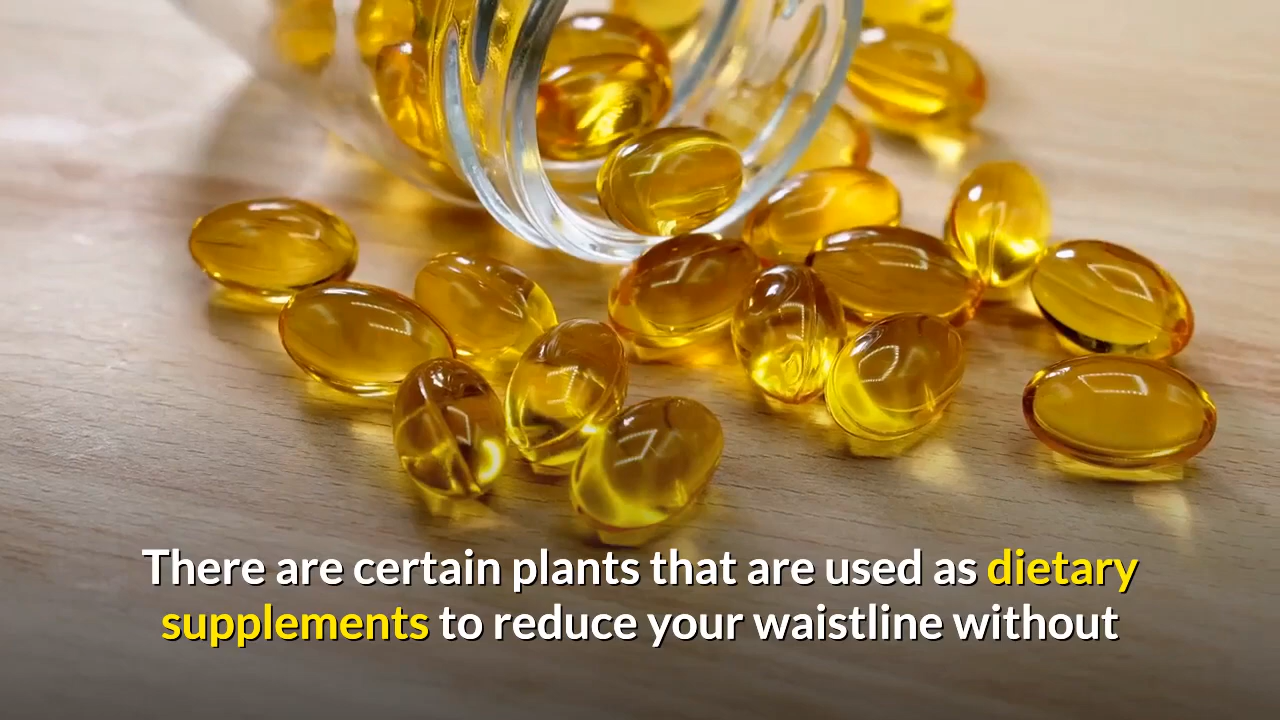 There are certain plants that are used as dietary
supplements to reduce your waistline without